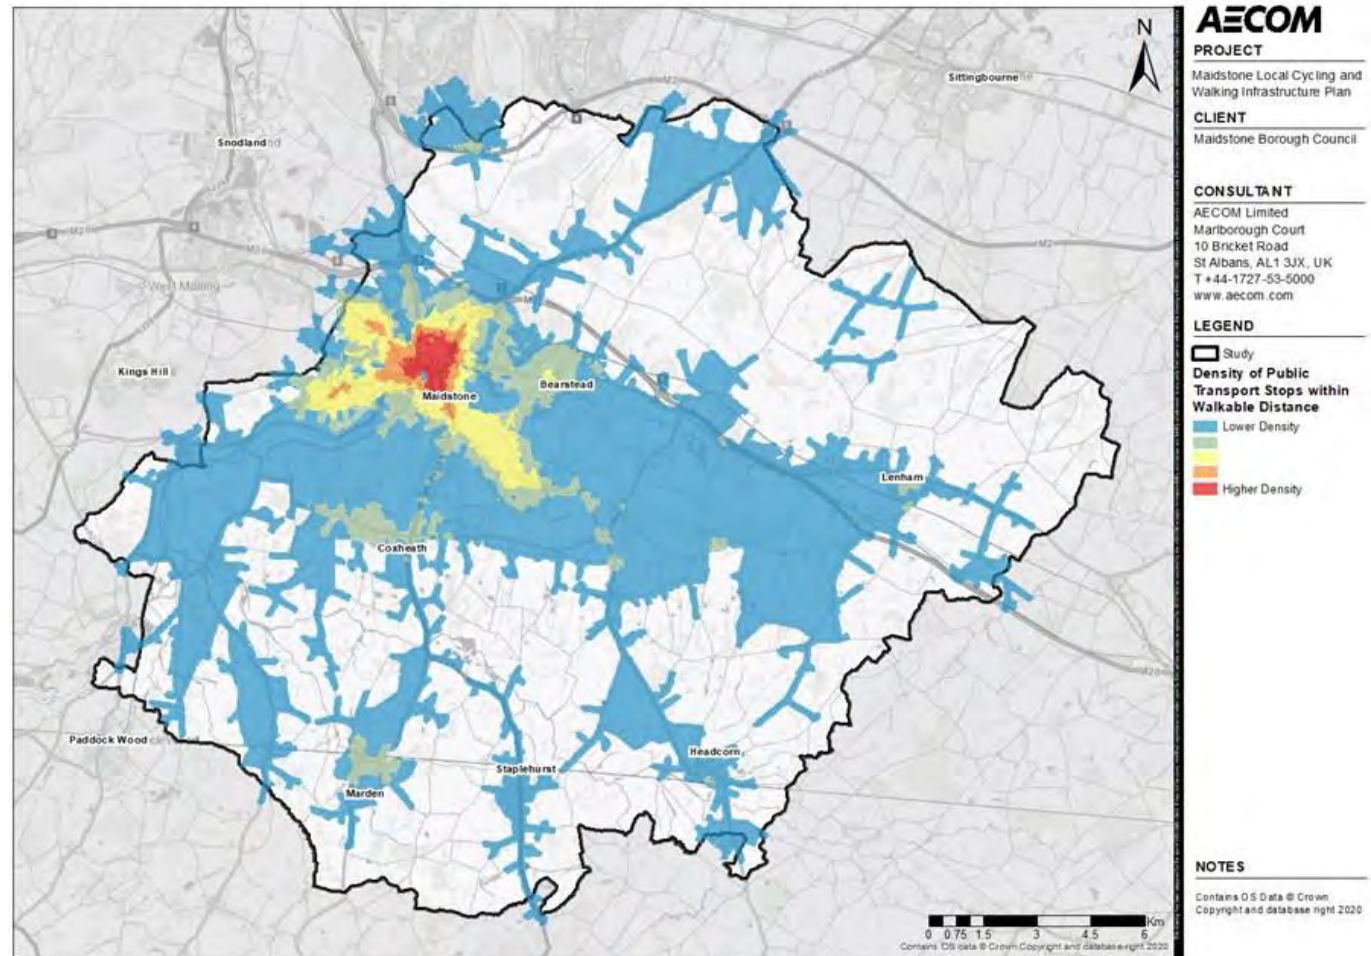 N
Sittingbourne
Snodland
M2
M20
M20
M2
West Malling
Kings Hill
Bearstead
Maidstone
Lenham
Coxheath
M20
Paddock Wood
Headcorn
Staplehurst
Marden
Km
0 0.75 1.5 3 4.5 6
Contains OS data © Crown Copyright and database right 2020
AECOM
PROJECT
Maidstone Local Cycling and
Walking Infrastructure Plan
CLIENT
Maidstone Borough Council
CONSULTANT
AECOM Limited
Marlborough Court
10 Bricket Road
St Albans, AL1 3JX, UK
T +44-1727-53-5000
www.aecom.com
LEGEND
Study
Density of Public
Transport Stops within
Walkable Distance
Lower Density
Higher Density
NOTES
Contains OS Data © Crown
Copyright and database right 2020